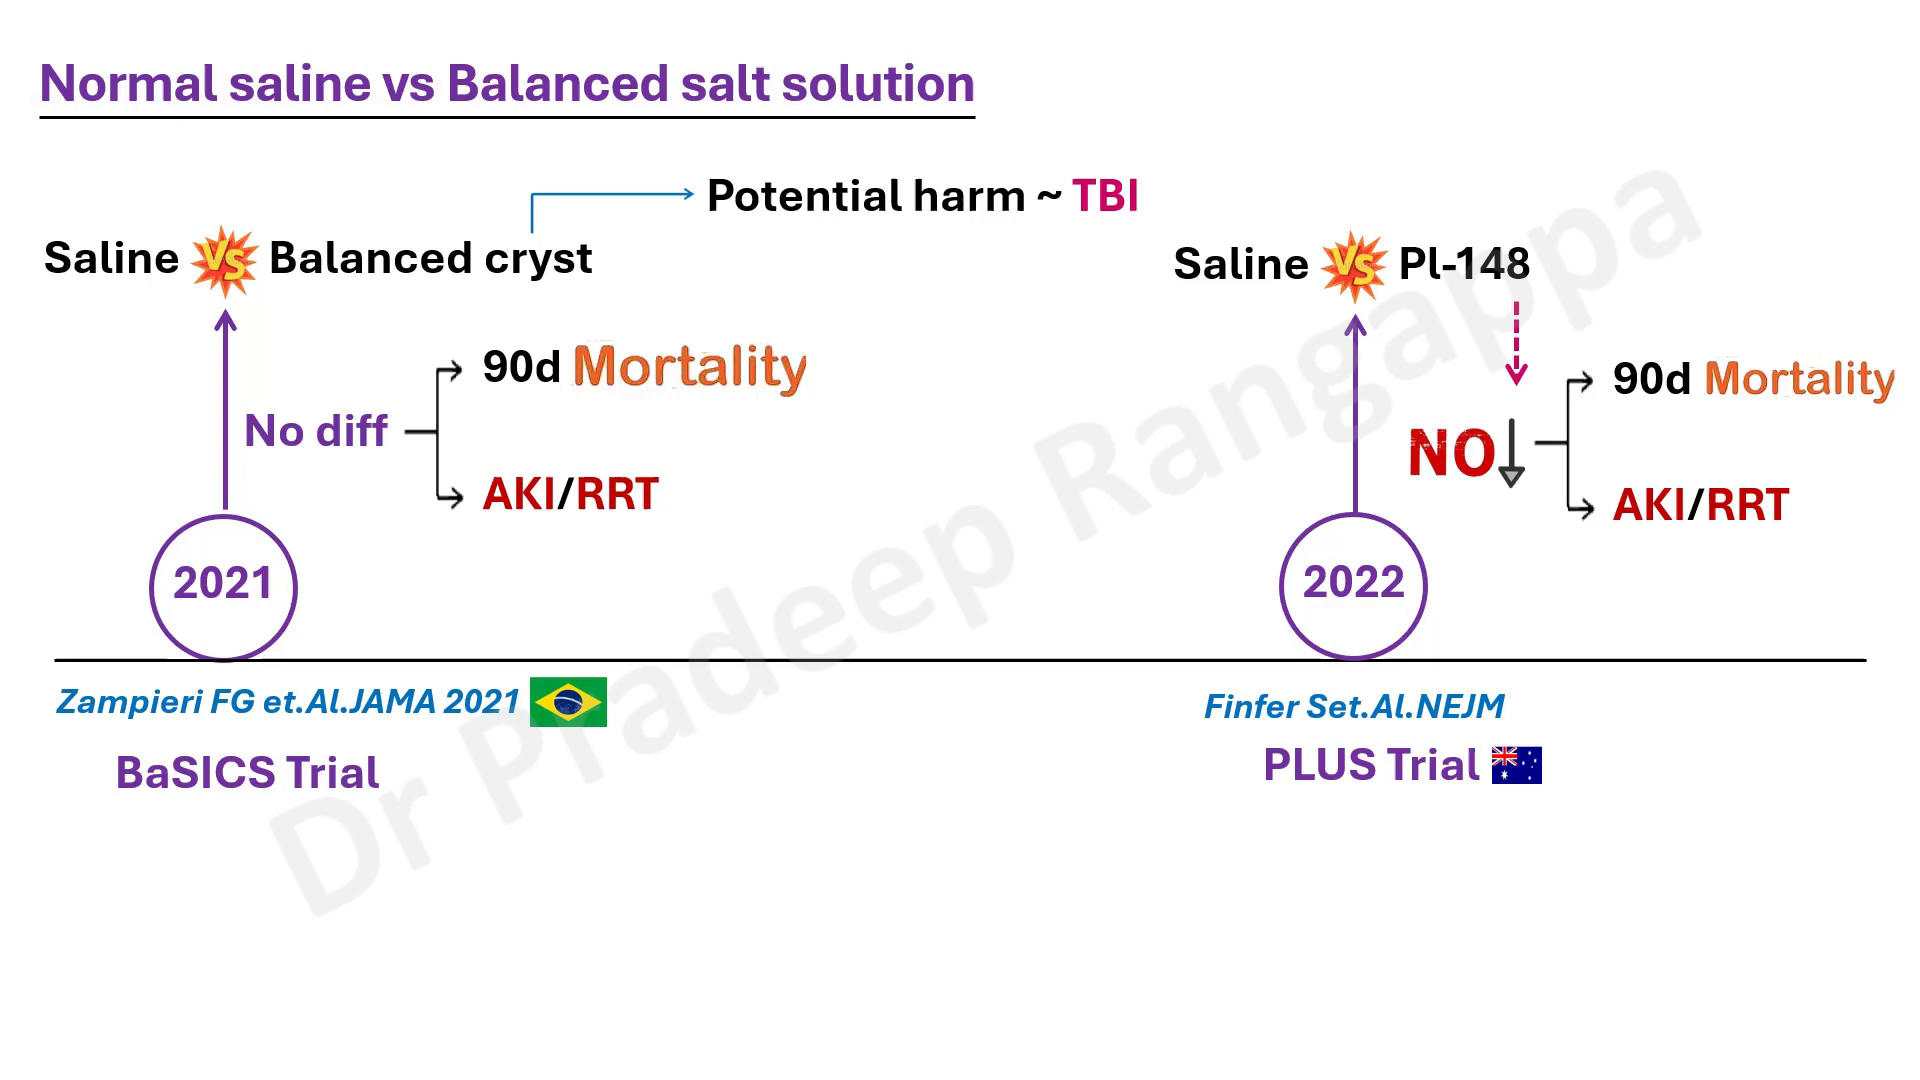 Normal saline vs Balanced salt solution
Potential harm ~ TBI
Saline VS Balanced cryst
No diff
90d Mortality
AKI/RRT
2021
Zampieri FG et.Al.JAMA 2021
BaSICS Trial
Saline VS Pl-148
NO
90d Mortality
AKI/RRT
2022
Finfer Set.Al.NEJM
PLUS Trial
Dr Pradeep Rangappa